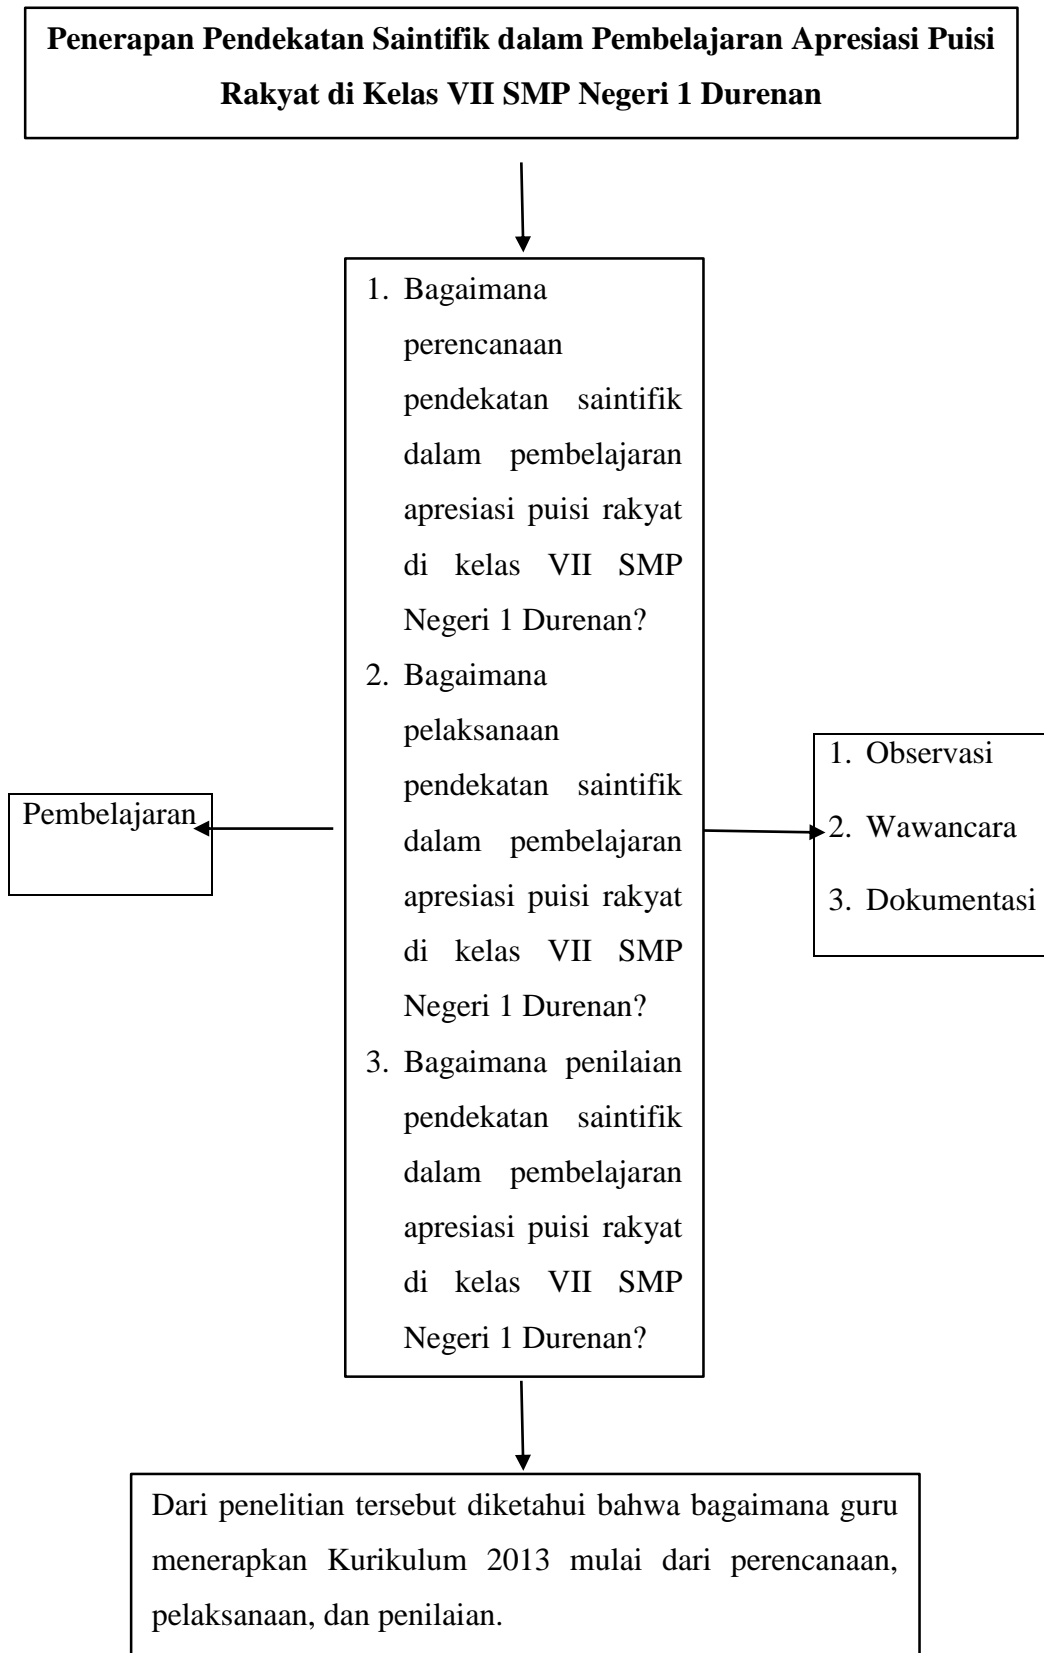 Penerapan Pendekatan Saintifik dalam Pembelajaran Apresiasi Puisi
Rakyat di Kelas VII SMP Negeri 1 Durenan
1. Bagaimana
perencanaan
pendekatan saintifik
dalam pembelajaran
apresiasi puisi rakyat
di kelas VII SMP
Negeri 1 Durenan?
2. Bagaimana
pelaksanaan
pendekatan saintifik
dalam pembelajaran
apresiasi puisi rakyat
di kelas VII SMP
Negeri 1 Durenan?
3. Bagaimana penilaian
pendekatan saintifik
dalam pembelajaran
apresiasi puisi rakyat
di kelas VII SMP
Negeri 1 Durenan?
Pembelajaran
1. Observasi
2. Wawancara
3. Dokumentasi
Dari penelitian tersebut diketahui bahwa bagaimana guru
menerapkan Kurikulum 2013 mulai dari perencanaan,
pelaksanaan, dan penilaian.